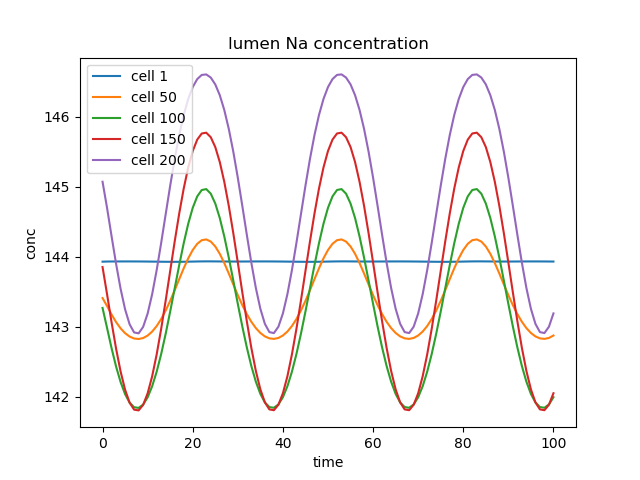 lumen Na concentration
cell 1
cell 50
cell 100
cell 150
cell 200
146
145
144
143
142
conc
0 20 40 60 80 100
time